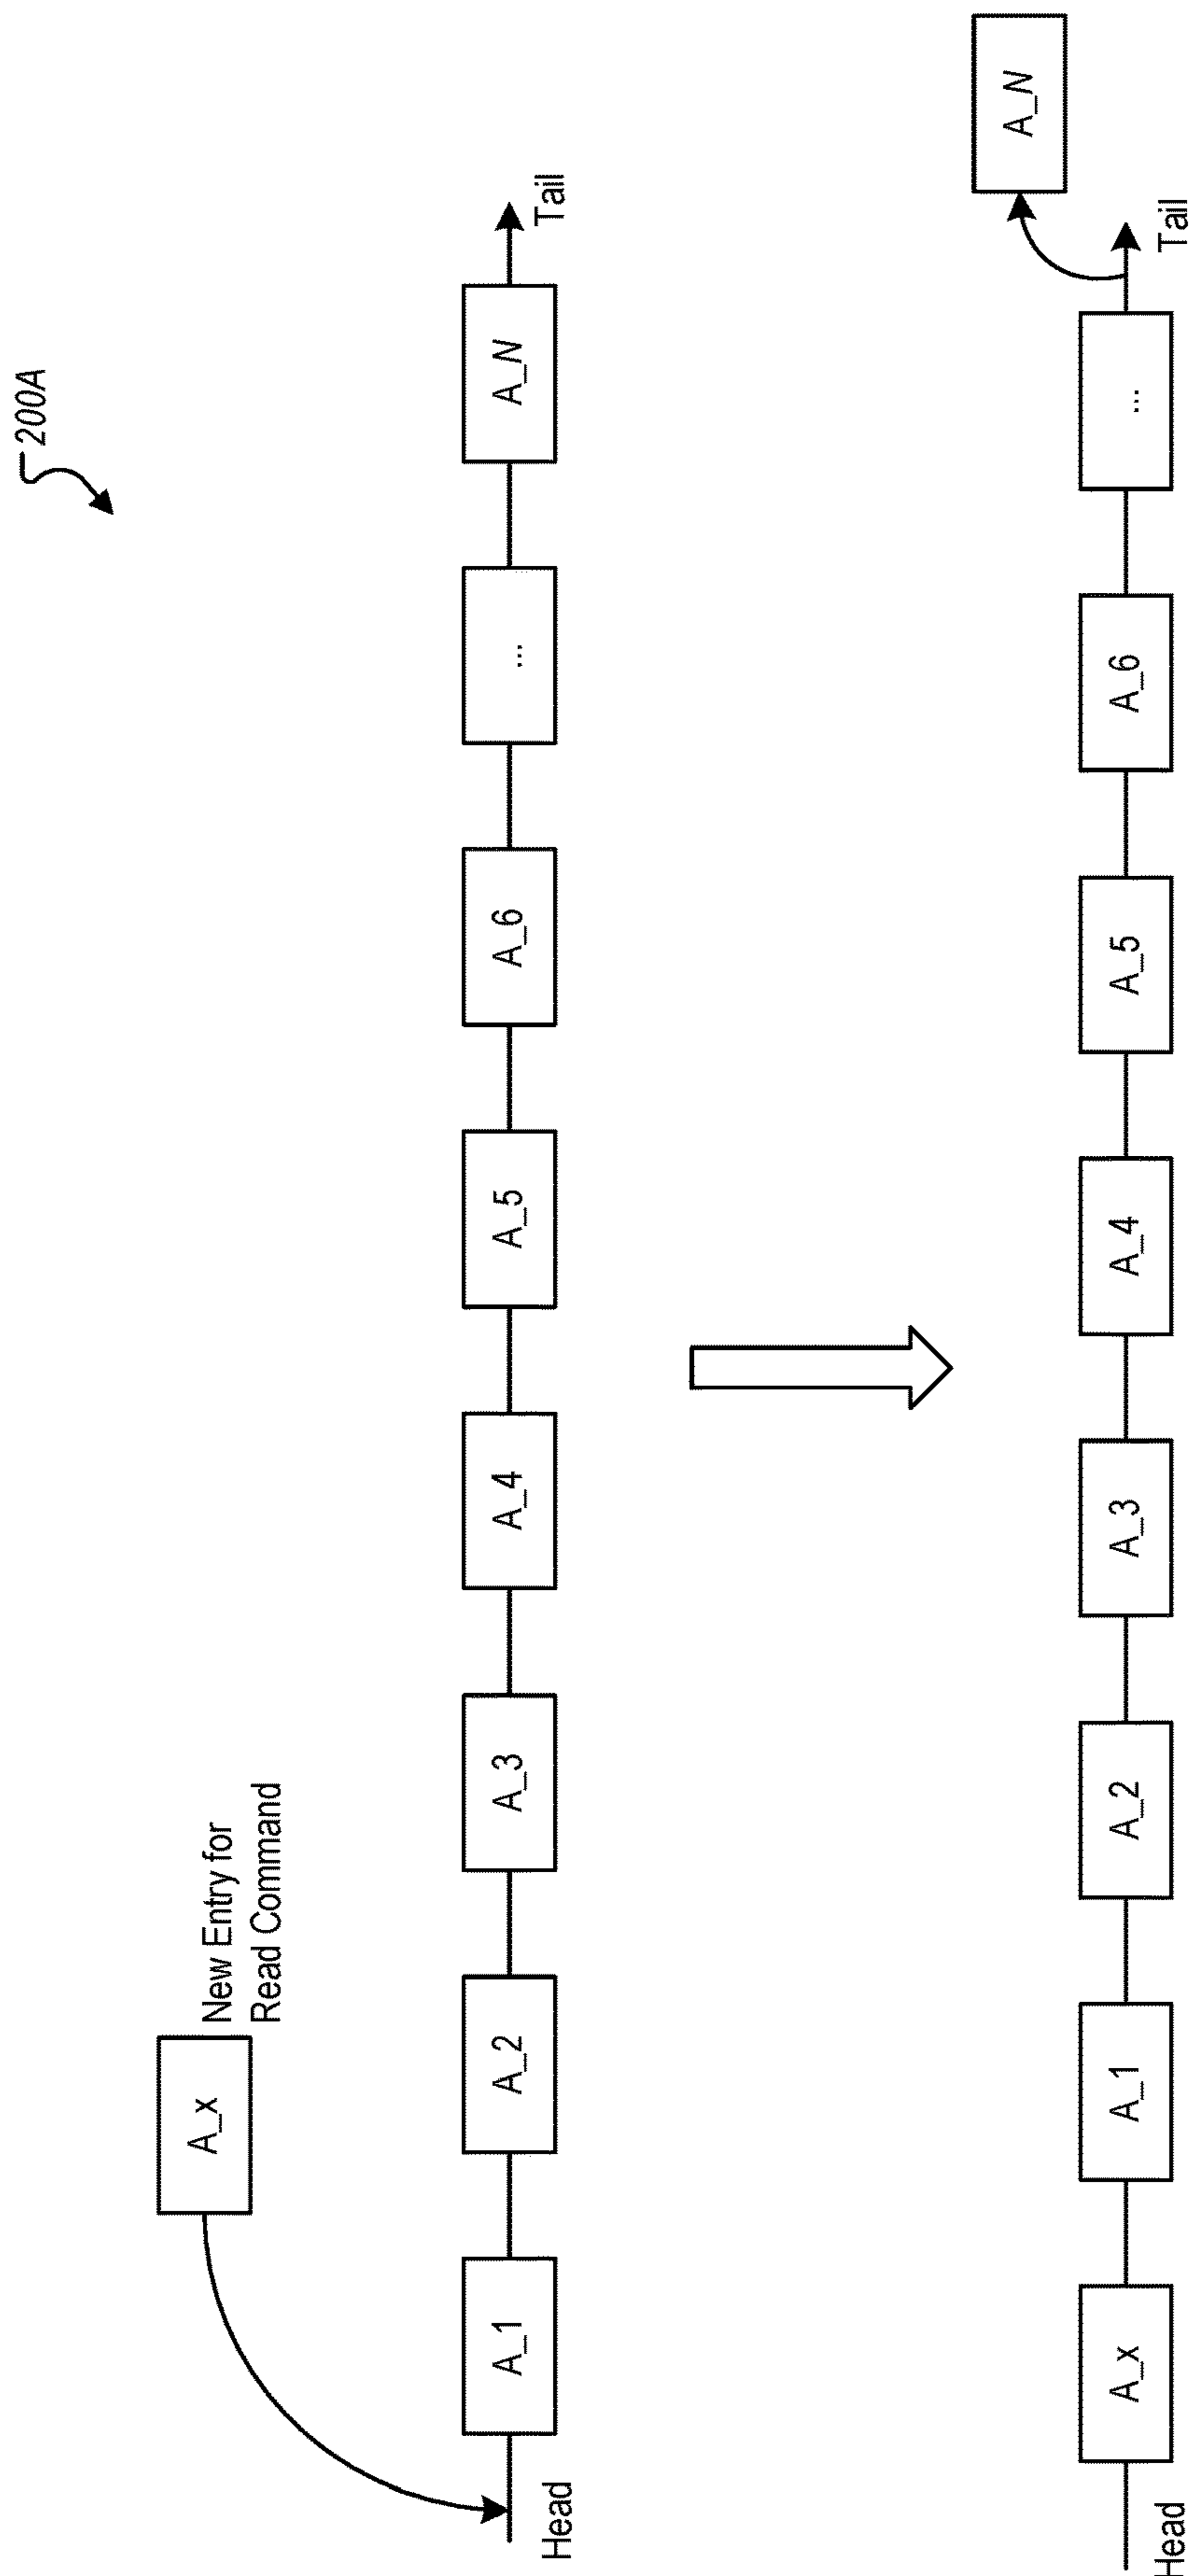 200A
A_x
New Entry for
Read Command
A_1
A_2
A_3
A_4
A_5
A_6
...
A_N
Head
Tail
A_N
A_x
A_1
A_2
A_3
A_4
A_5
A_6
...
Head
Tail